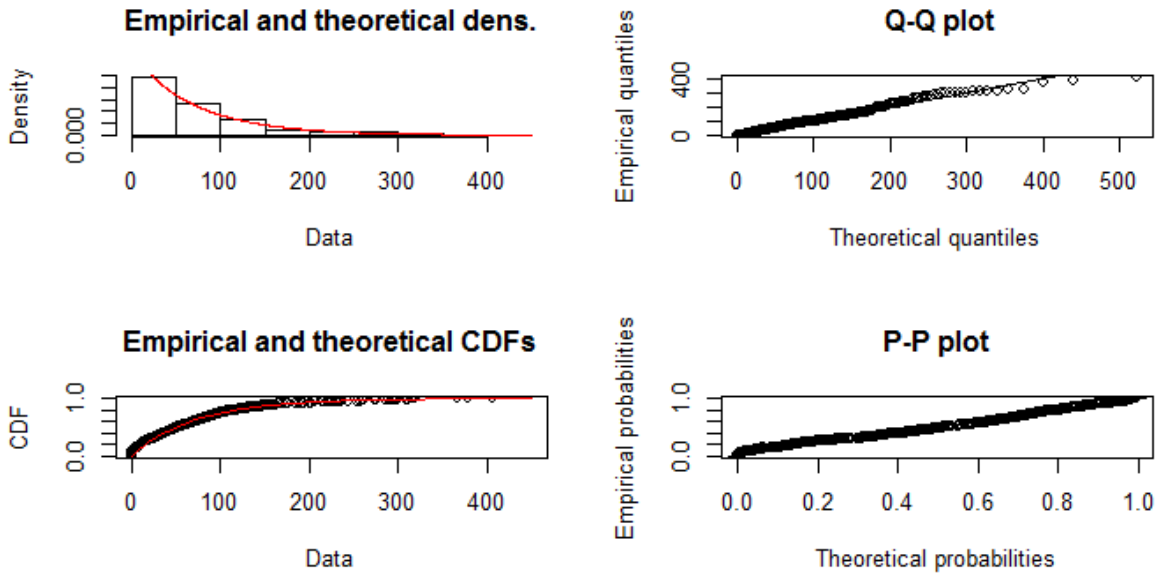 Empirical and theoretical dens.
Density
0.000
0 100 200 300 400
Data
Q-Q plot
Empirical quantiles
0 400
0 100 200 300 400 500
Theoretical quantiles
Empirical and theoretical CDFs
CDF
0.0 1.0
0 100 200 300 400
Data
P-P plot
Empirical probabilities
0.0 1.0
0.0 0.2 0.4 0.6 0.8 1.0
Theoretical probabilities